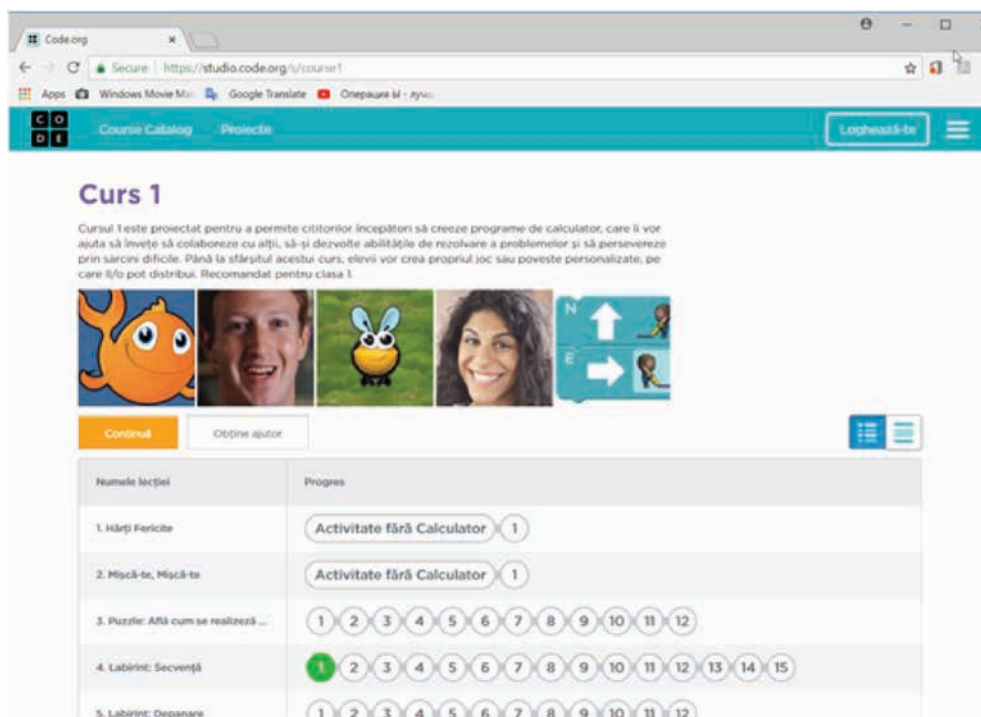 Code.org
Secure https://studio.code.org/s/course1
Apps Windows Movie Ma Google Translate Операция Ы - луч
C O
D E
Course Catalog Proiecte Loghează-te
Curs 1
Cursul 1 este proiectat pentru a permite cititorilor începători să creeze programe de calculator, care îi vor
ajuta să învețe să colaboreze cu alții, să-și dezvolte abilitățile de rezolvare a problemelor și să persevereze
prin sarcini dificile. Până la sfârșitul acestui curs, elevii vor crea propriul joc sau poveste personalizate, pe
care îl/o pot distribui. Recomandat pentru clasa 1.
N
E
Continuă Obține ajutor
Numele lecției Progres
1. Hărți Fericite Activitate fără Calculator 1
2. Mișcă-te, Mișcă-te Activitate fără Calculator 1
3. Puzzle: Află cum se realizeză ... 1 2 3 4 5 6 7 8 9 10 11 12
4. Labirint: Secvență 1 2 3 4 5 6 7 8 9 10 11 12 13 14 15
5. Labirint: Depanare 1 2 3 4 5 6 7 8 9 10 11 12